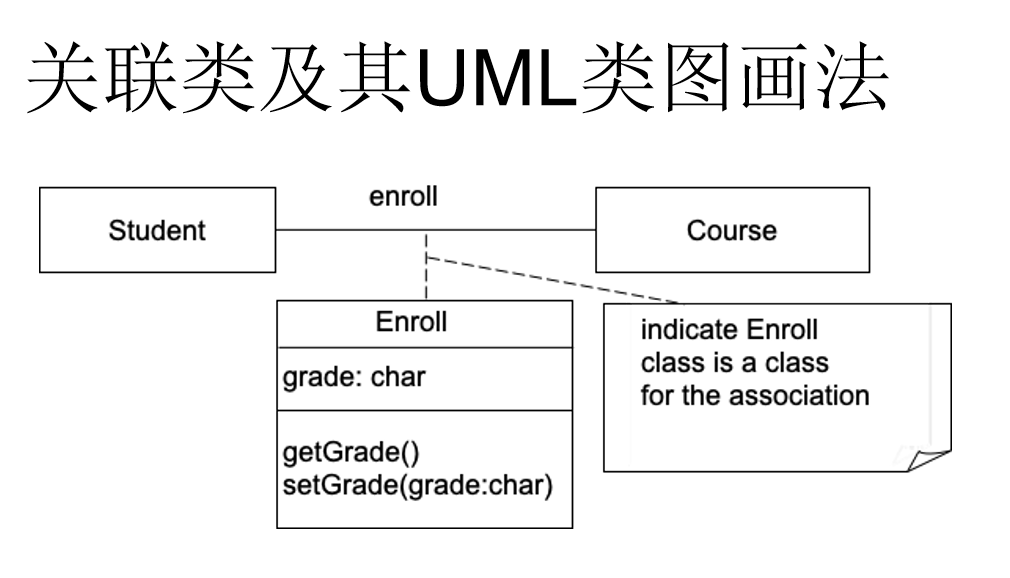 关联类及其UML类图画法
enroll
Student
Course
Enroll
grade: char
getGrade()
setGrade(grade:char)
indicate Enroll
class is a class
for the association